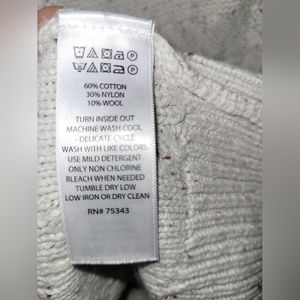 60% COTTON
30% NYLON
10% WOOL
TURN INSIDE OUT
MACHINE WASH COOL
- DELICATE CYCLE
WASH WITH LIKE COLORS
USE MILD DETERGENT
ONLY NON CHLORINE
BLEACH WHEN NEEDED
TUMBLE DRY LOW
LOW IRON OR DRY CLEAN
RN# 75343